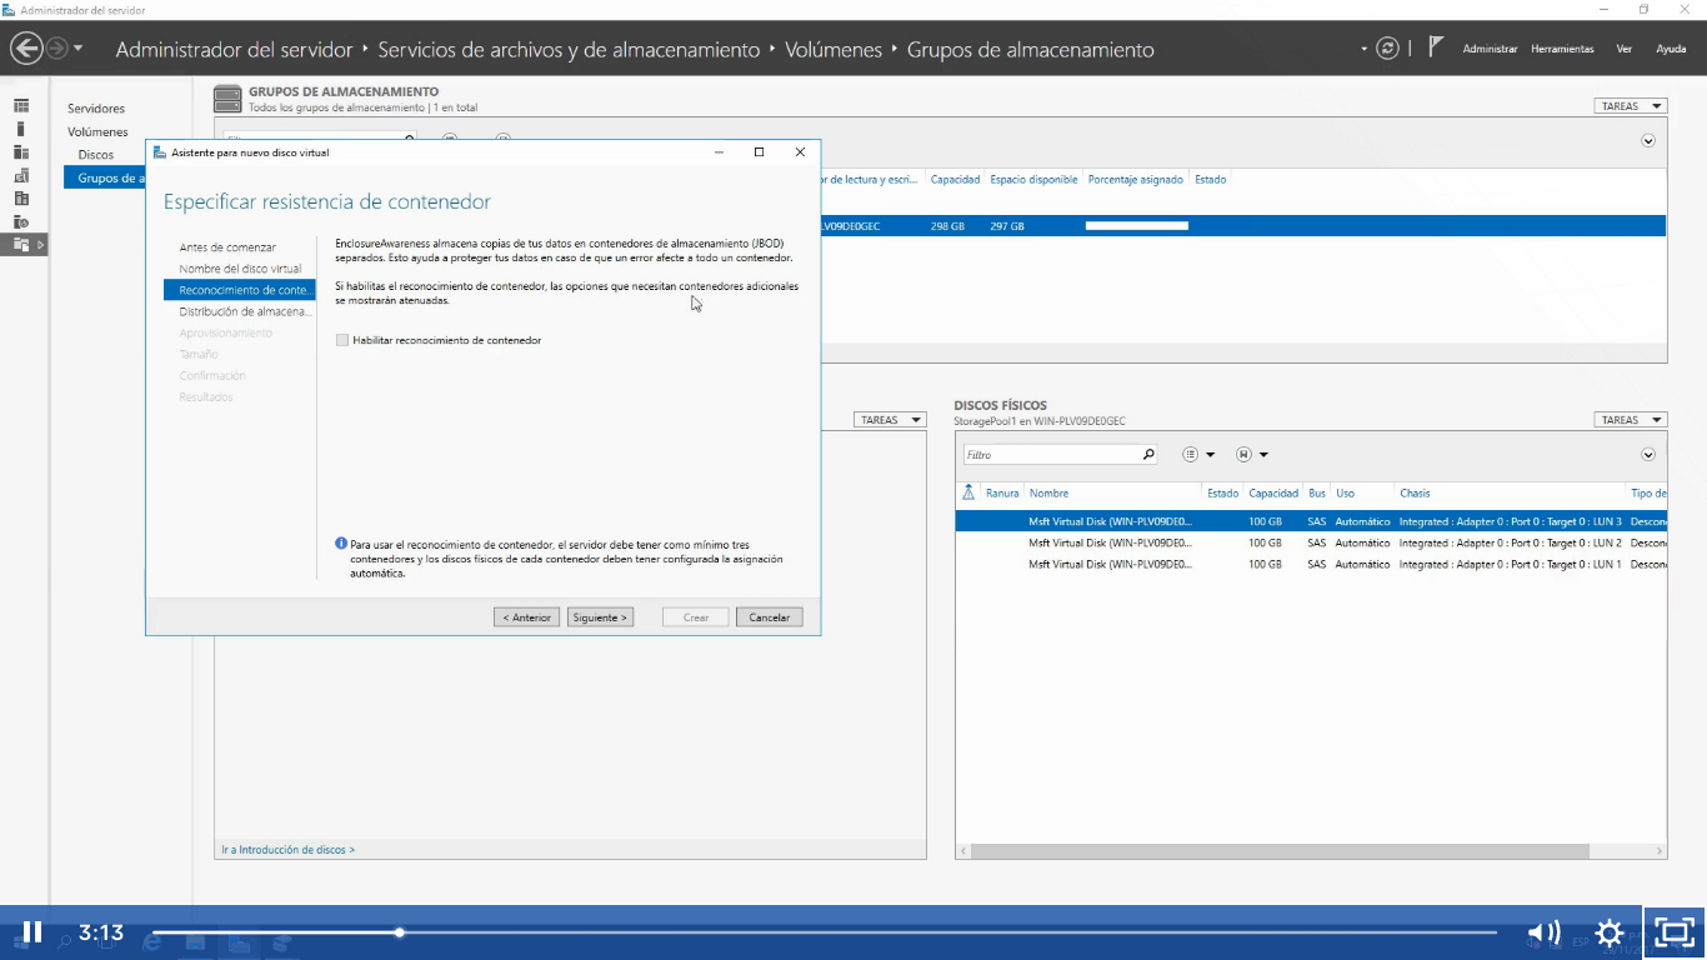 Administrador del servidor
Administrador del servidor ‣ Servicios de archivos y de almacenamiento ‣ Volúmenes ‣ Grupos de almacenamiento
Administrar Herramientas Ver Ayuda
Servidores
Volúmenes
Discos
Grupos de a
GRUPOS DE ALMACENAMIENTO
Todos los grupos de almacenamiento | 1 en total
TAREAS
or de lectura y escri... Capacidad Espacio disponible Porcentaje asignado Estado
LV09DE0GEC 298 GB 297 GB
Asistente para nuevo disco virtual
Especificar resistencia de contenedor
Antes de comenzar
Nombre del disco virtual
Reconocimiento de conte...
Distribución de almacena...
Aprovisionamiento
Tamaño
Confirmación
Resultados
EnclosureAwareness almacena copias de tus datos en contenedores de almacenamiento (JBOD)
separados. Esto ayuda a proteger tus datos en caso de que un error afecte a todo un contenedor.
Si habilitas el reconocimiento de contenedor, las opciones que necesitan contenedores adicionales
se mostrarán atenuadas.
Habilitar reconocimiento de contenedor
Para usar el reconocimiento de contenedor, el servidor debe tener como mínimo tres
contenedores y los discos físicos de cada contenedor deben tener configurada la asignación
automática.
< Anterior Siguiente > Crear Cancelar
TAREAS
Ir a Introducción de discos >
DISCOS FÍSICOS
StoragePool1 en WIN-PLV09DE0GEC
TAREAS
Filtro
Ranura Nombre Estado Capacidad Bus Uso Chasis Tipo de
Msft Virtual Disk (WIN-PLV09DE0... 100 GB SAS Automático Integrated : Adapter 0 : Port 0 : Target 0 : LUN 3 Descon
Msft Virtual Disk (WIN-PLV09DE0... 100 GB SAS Automático Integrated : Adapter 0 : Port 0 : Target 0 : LUN 2 Descon
Msft Virtual Disk (WIN-PLV09DE0... 100 GB SAS Automático Integrated : Adapter 0 : Port 0 : Target 0 : LUN 1 Descon
3:13
ESP